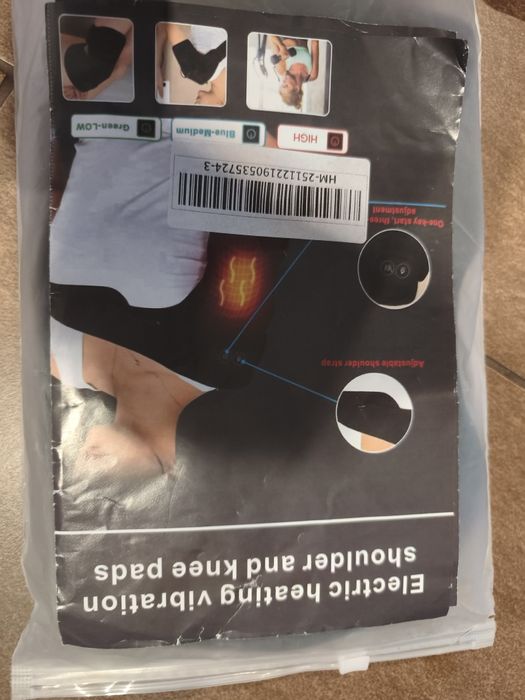 Electric heating vibration
shoulder and knee pads
Adjustable shoulder strap
One-key start, three-
adjustment
HM-2511221905355724-3
HIGH
Blue-Medium
Green-LOW